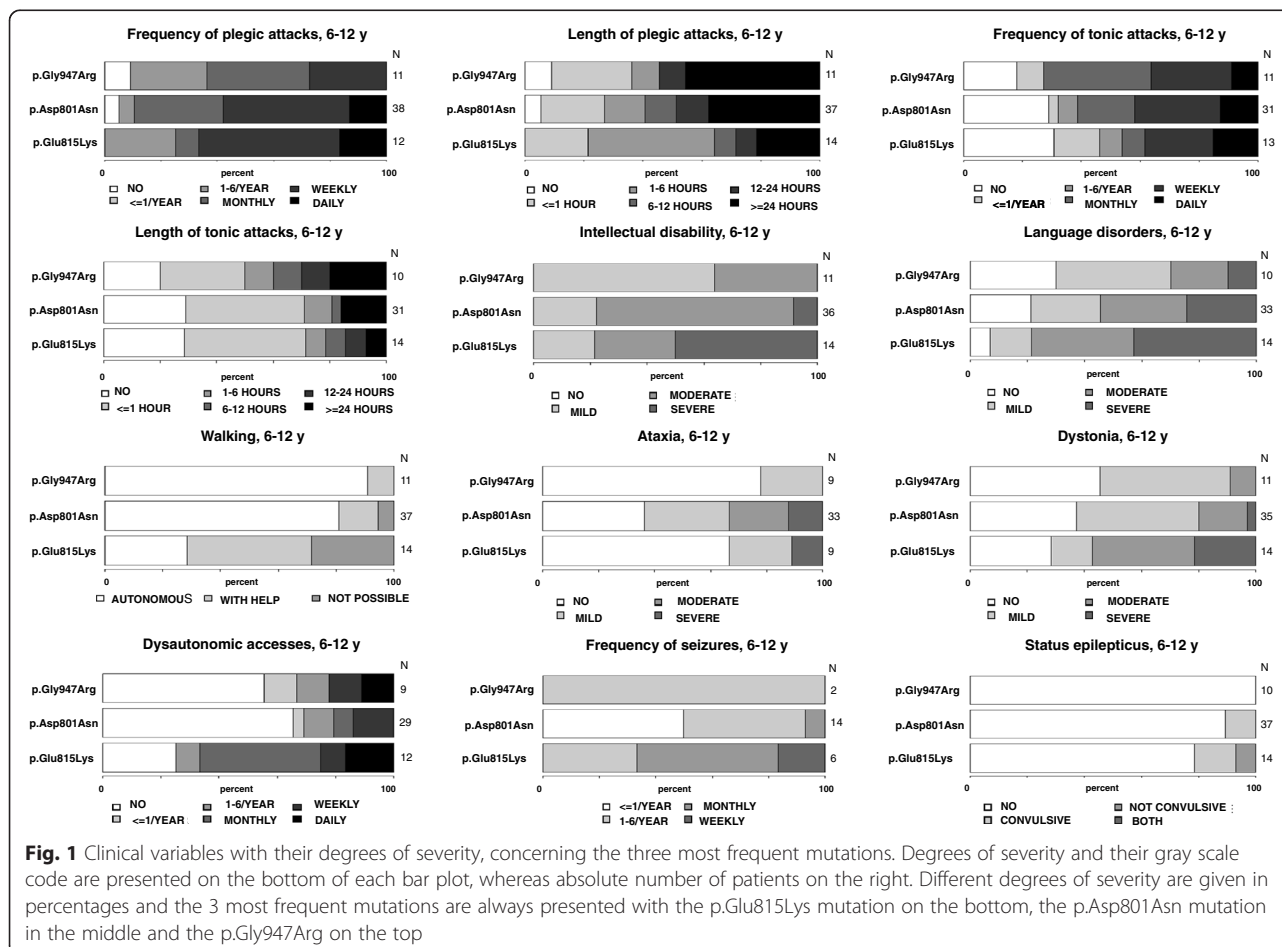 Frequency of plegic attacks, 6-12 y
N
p.Gly947Arg 11
p.Asp801Asn 38
p.Glu815Lys 12
0 percent 100
NO 1-6/YEAR WEEKLY
<=1/YEAR MONTHLY DAILY
Length of plegic attacks, 6-12 y
N
p.Gly947Arg 11
p.Asp801Asn 37
p.Glu815Lys 14
0 percent 100
NO 1-6 HOURS 12-24 HOURS
<=1 HOUR 6-12 HOURS >=24 HOURS
Frequency of tonic attacks, 6-12 y
N
p.Gly947Arg 11
p.Asp801Asn 31
p.Glu815Lys 13
0 percent 100
NO 1-6/YEAR WEEKLY
<=1/YEAR MONTHLY DAILY
Length of tonic attacks, 6-12 y
N
p.Gly947Arg 10
p.Asp801Asn 31
p.Glu815Lys 14
0 percent 100
NO 1-6 HOURS 12-24 HOURS
<=1 HOUR 6-12 HOURS >=24 HOURS
Intellectual disability, 6-12 y
N
p.Gly947Arg 11
p.Asp801Asn 36
p.Glu815Lys 14
0 percent 100
NO MODERATE
MILD SEVERE
Language disorders, 6-12 y
N
p.Gly947Arg 10
p.Asp801Asn 33
p.Glu815Lys 14
0 percent 100
NO MODERATE
MILD SEVERE
Walking, 6-12 y
N
p.Gly947Arg 11
p.Asp801Asn 37
p.Glu815Lys 14
0 percent 100
AUTONOMOUS WITH HELP NOT POSSIBLE
Ataxia, 6-12 y
N
p.Gly947Arg 9
p.Asp801Asn 33
p.Glu815Lys 9
0 percent 100
NO MODERATE
MILD SEVERE
Dystonia, 6-12 y
N
p.Gly947Arg 11
p.Asp801Asn 35
p.Glu815Lys 14
0 percent 100
NO MODERATE
MILD SEVERE
Dysautonomic accesses, 6-12 y
N
p.Gly947Arg 9
p.Asp801Asn 29
p.Glu815Lys 12
0 percent 100
NO 1-6/YEAR WEEKLY
<=1/YEAR MONTHLY DAILY
Frequency of seizures, 6-12 y
N
p.Gly947Arg 2
p.Asp801Asn 14
p.Glu815Lys 6
0 percent 100
<=1/YEAR MONTHLY
1-6/YEAR WEEKLY
Status epilepticus, 6-12 y
N
p.Gly947Arg 10
p.Asp801Asn 37
p.Glu815Lys 14
0 percent 100
NO NOT CONVULSIVE
CONVULSIVE BOTH
Fig. 1 Clinical variables with their degrees of severity, concerning the three most frequent mutations. Degrees of severity and their gray scale
code are presented on the bottom of each bar plot, whereas absolute number of patients on the right. Different degrees of severity are given in
percentages and the 3 most frequent mutations are always presented with the p.Glu815Lys mutation on the bottom, the p.Asp801Asn mutation
in the middle and the p.Gly947Arg on the top